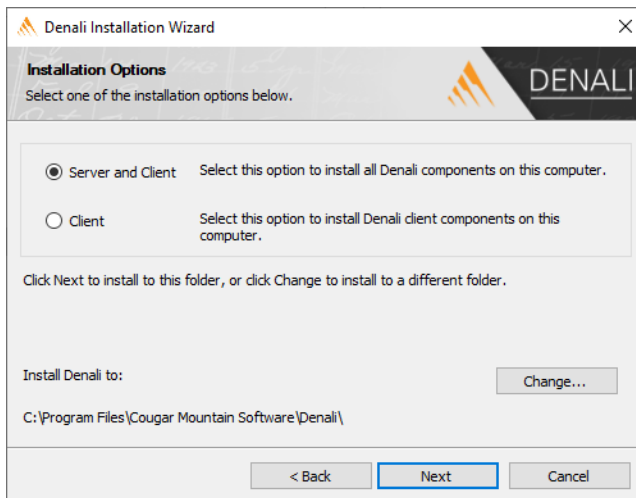 Denali Installation Wizard
Installation Options
Select one of the installation options below.
DENALI
Server and Client
Select this option to install all Denali components on this computer.
Client
Select this option to install Denali client components on this
computer.
Click Next to install to this folder, or click Change to install to a different folder.
Install Denali to:
Change...
C:\Program Files\Cougar Mountain Software\Denali\
< Back
Next
Cancel